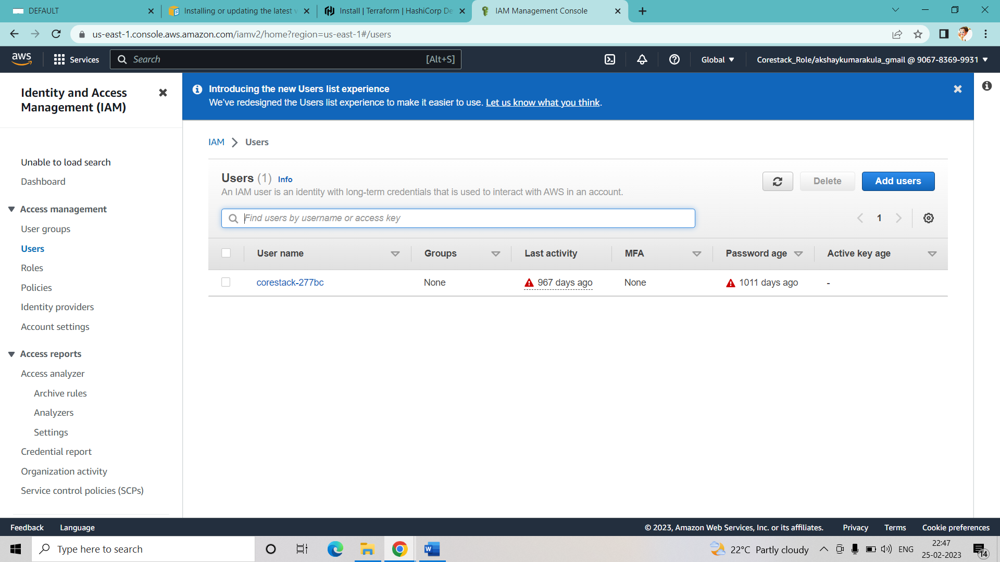 DEFAULT
Installing or updating the latest v
Install | Terraform | HashiCorp De
IAM Management Console
us-east-1.console.aws.amazon.com/iamv2/home?region=us-east-1#/users
aws
Services
Search
[Alt+S]
Global
Corestack_Role/akshaykumarakula_gmail @ 9067-8369-9931
Identity and Access
Management (IAM)
Unable to load search
Dashboard
Access management
User groups
Users
Roles
Policies
Identity providers
Account settings
Access reports
Access analyzer
Archive rules
Analyzers
Settings
Credential report
Organization activity
Service control policies (SCPs)
Introducing the new Users list experience
We've redesigned the Users list experience to make it easier to use. Let us know what you think.
IAM > Users
Users (1) Info
An IAM user is an identity with long-term credentials that is used to interact with AWS in an account.
Delete
Add users
Find users by username or access key
1
User name Groups Last activity MFA Password age Active key age
corestack-277bc None 967 days ago None 1011 days ago -
Feedback Language
© 2023, Amazon Web Services, Inc. or its affiliates. Privacy Terms Cookie preferences
Type here to search
22°C Partly cloudy
ENG
22:47
25-02-2023
14